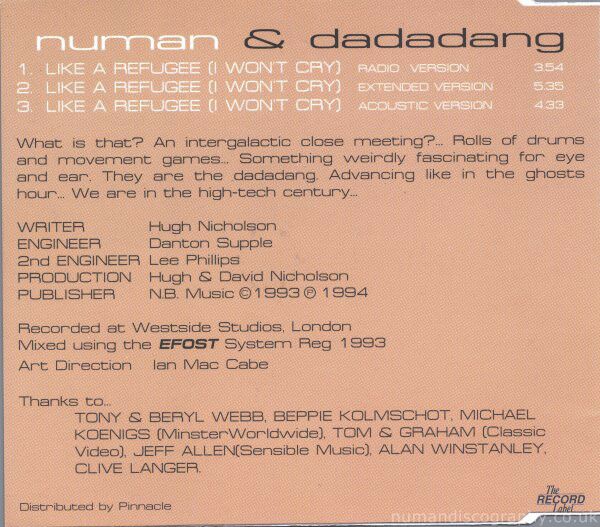 numan & dadadang
1. LIKE A REFUGEE (I WON'T CRY) RADIO VERSION 3.54
2. LIKE A REFUGEE (I WON'T CRY) EXTENDED VERSION 5.35
3. LIKE A REFUGEE (I WON'T CRY) ACOUSTIC VERSION 4.33
What is that? An intergalactic close meeting?... Rolls of drums
and movement games... Something weirdly fascinating for eye
and ear. They are the dadadang. Advancing like in the ghosts
hour... We are in the high-tech century...
WRITER Hugh Nicholson
ENGINEER Danton Supple
2nd ENGINEER Lee Phillips
PRODUCTION Hugh & David Nicholson
PUBLISHER N.B. Music © 1993 ℗ 1994
Recorded at Westside Studios, London
Mixed using the EFOST System Reg 1993
Art Direction Ian Mac Cabe
Thanks to...
TONY & BERYL WEBB, BEPPIE KOLMSCHOT, MICHAEL
KOENIGS (MinsterWorldwide), TOM & GRAHAM (Classic
Video), JEFF ALLEN(Sensible Music), ALAN WINSTANLEY,
CLIVE LANGER.
Distributed by Pinnacle
The
RECORD
Label
numandiscography.co.uk